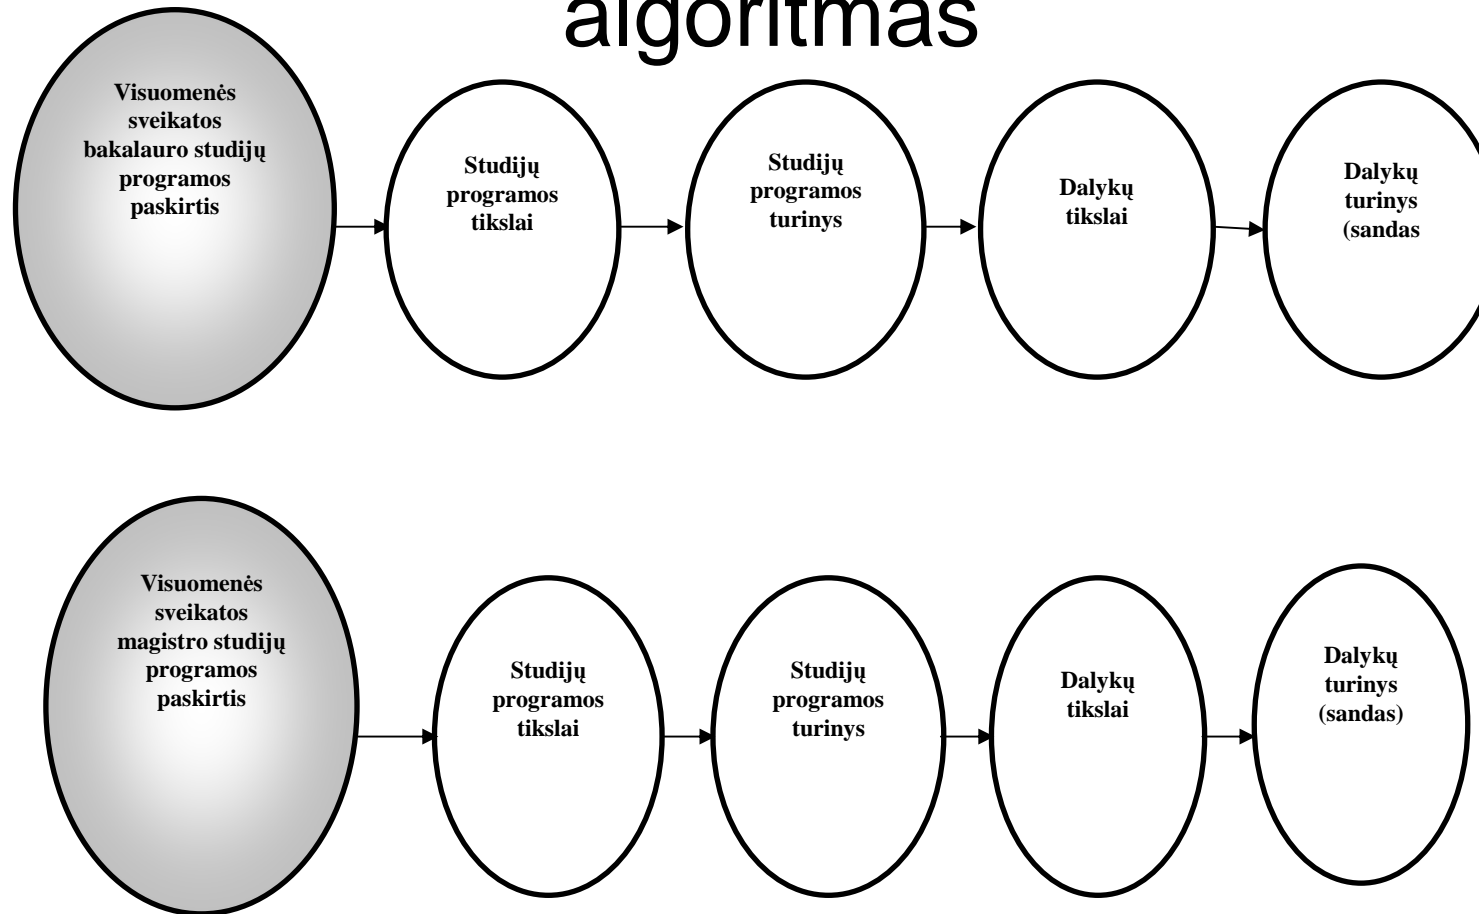 algoritmas
Visuomenės
sveikatos
bakalauro studijų
programos
paskirtis
Studijų
programos
tikslai
Studijų
programos
turinys
Dalykų
tikslai
Dalykų
turinys
(sandas
Visuomenės
sveikatos
magistro studijų
programos
paskirtis
Studijų
programos
tikslai
Studijų
programos
turinys
Dalykų
tikslai
Dalykų
turinys
(sandas)